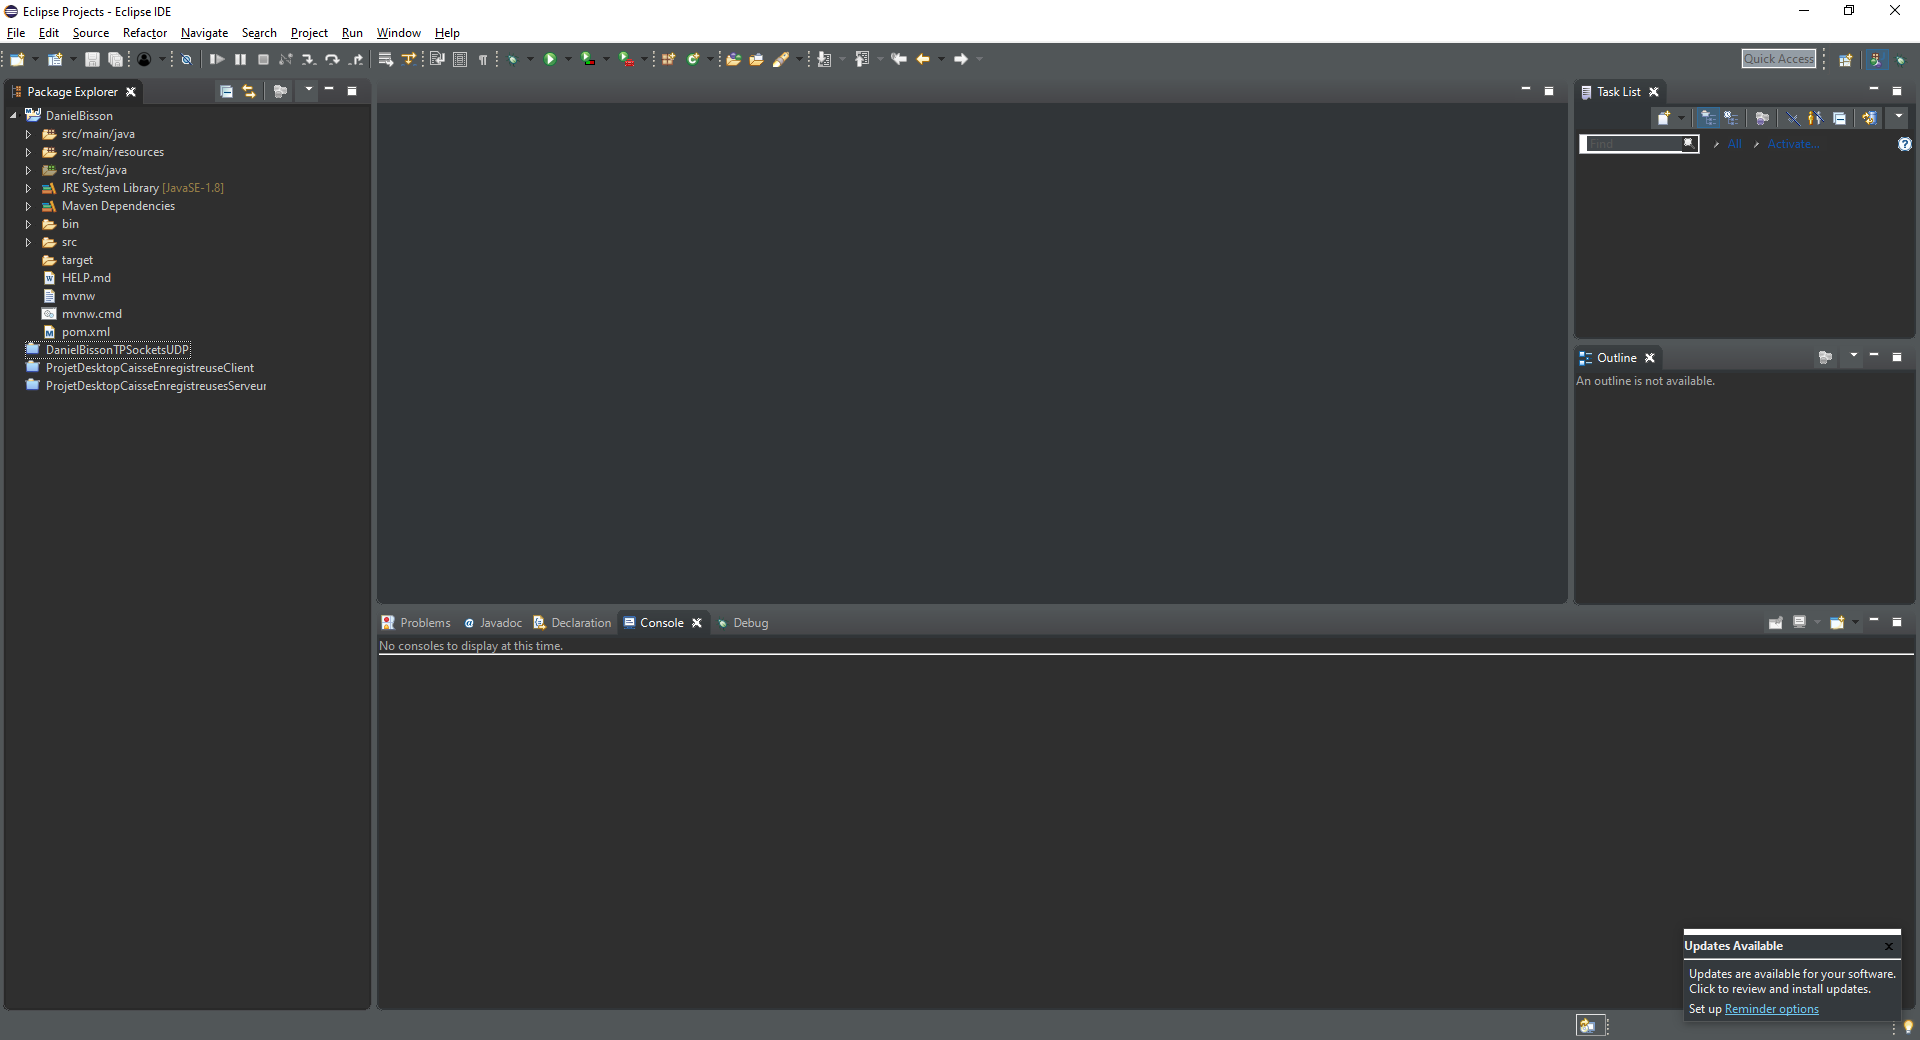 Eclipse Projects - Eclipse IDE
File Edit Source Refactor Navigate Search Project Run Window Help
Quick Access
Package Explorer
DanielBisson
src/main/java
src/main/resources
src/test/java
JRE System Library [JavaSE-1.8]
Maven Dependencies
bin
src
target
HELP.md
mvnw
mvnw.cmd
pom.xml
DanielBissonTPSocketsUDP
ProjetDesktopCaisseEnregistreuseClient
ProjetDesktopCaisseEnregistreusesServeur
Task List
Find All Activate...
Outline
An outline is not available.
Problems Javadoc Declaration Console Debug
No consoles to display at this time.
Updates Available
Updates are available for your software.
Click to review and install updates.
Set up Reminder options